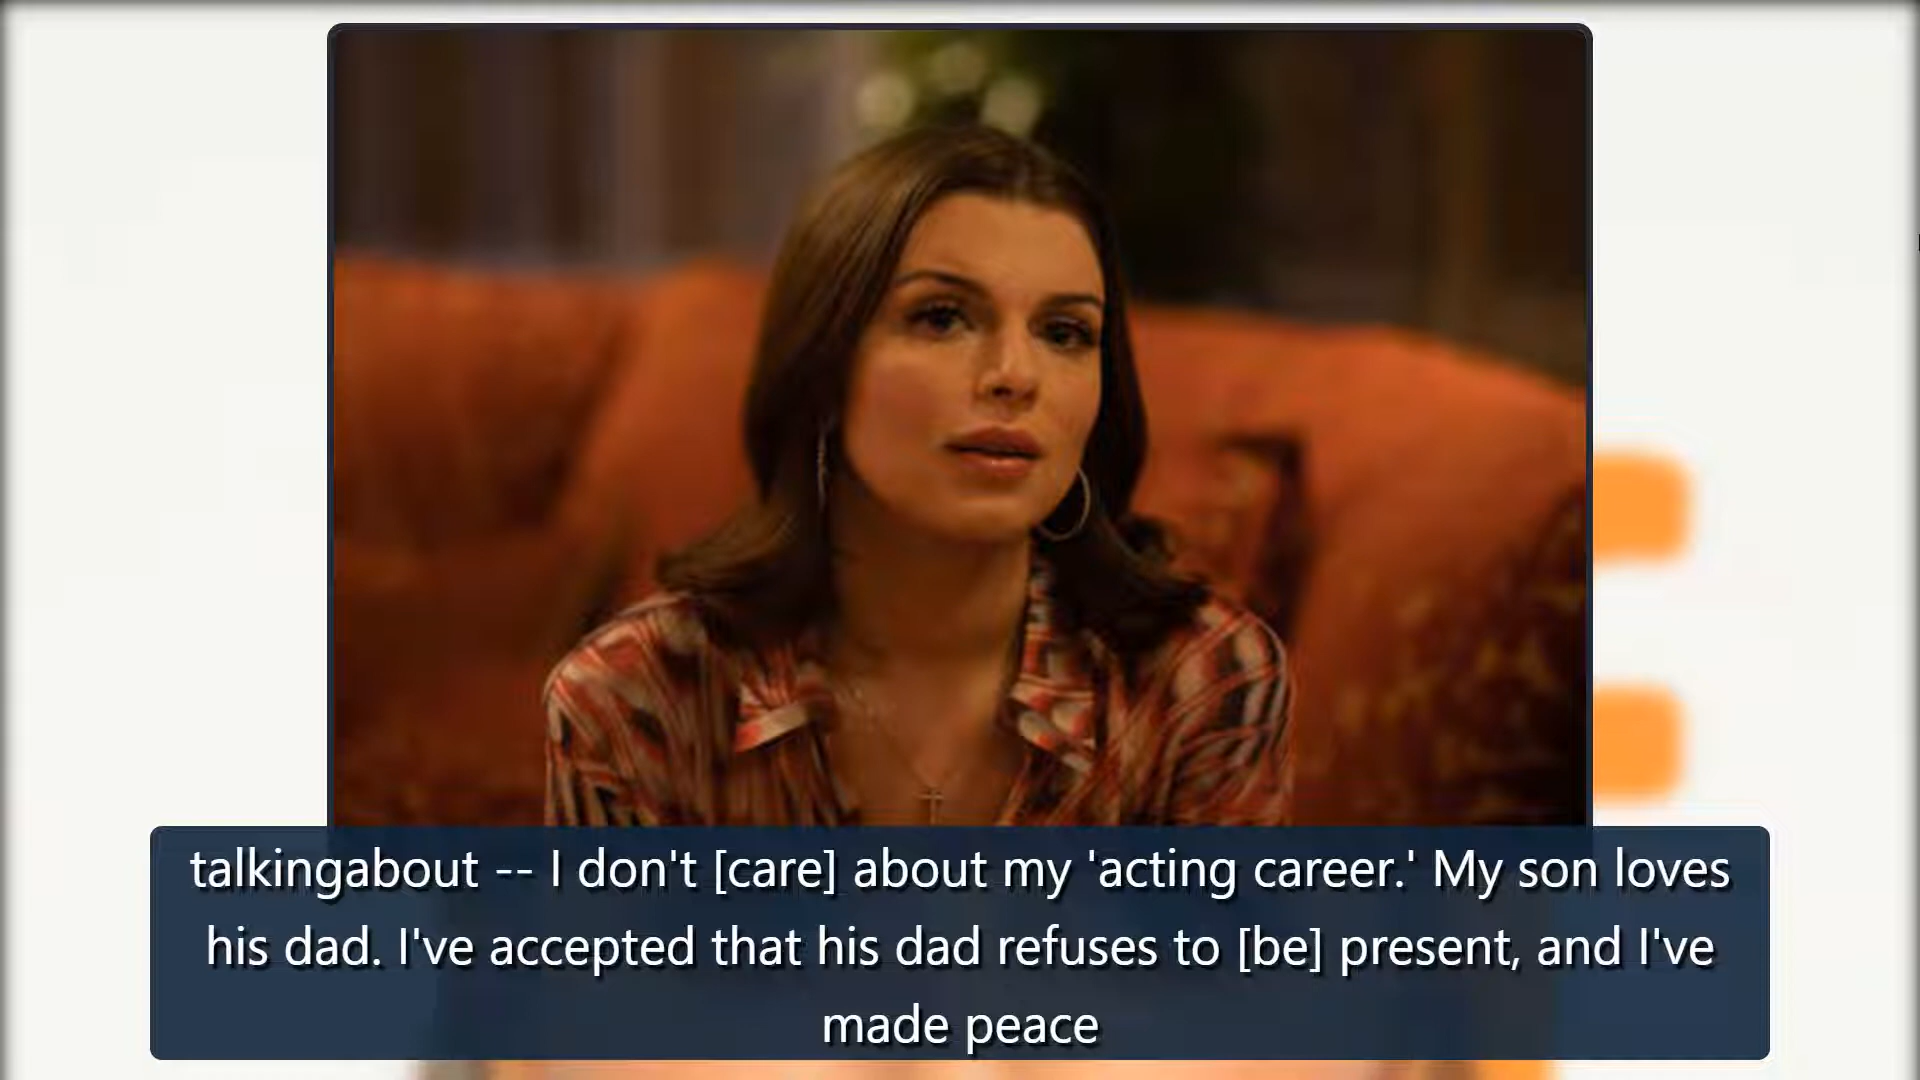 talkingabout -- I don't [care] about my 'acting career.' My son loves
his dad. I've accepted that his dad refuses to [be] present, and I've
made peace